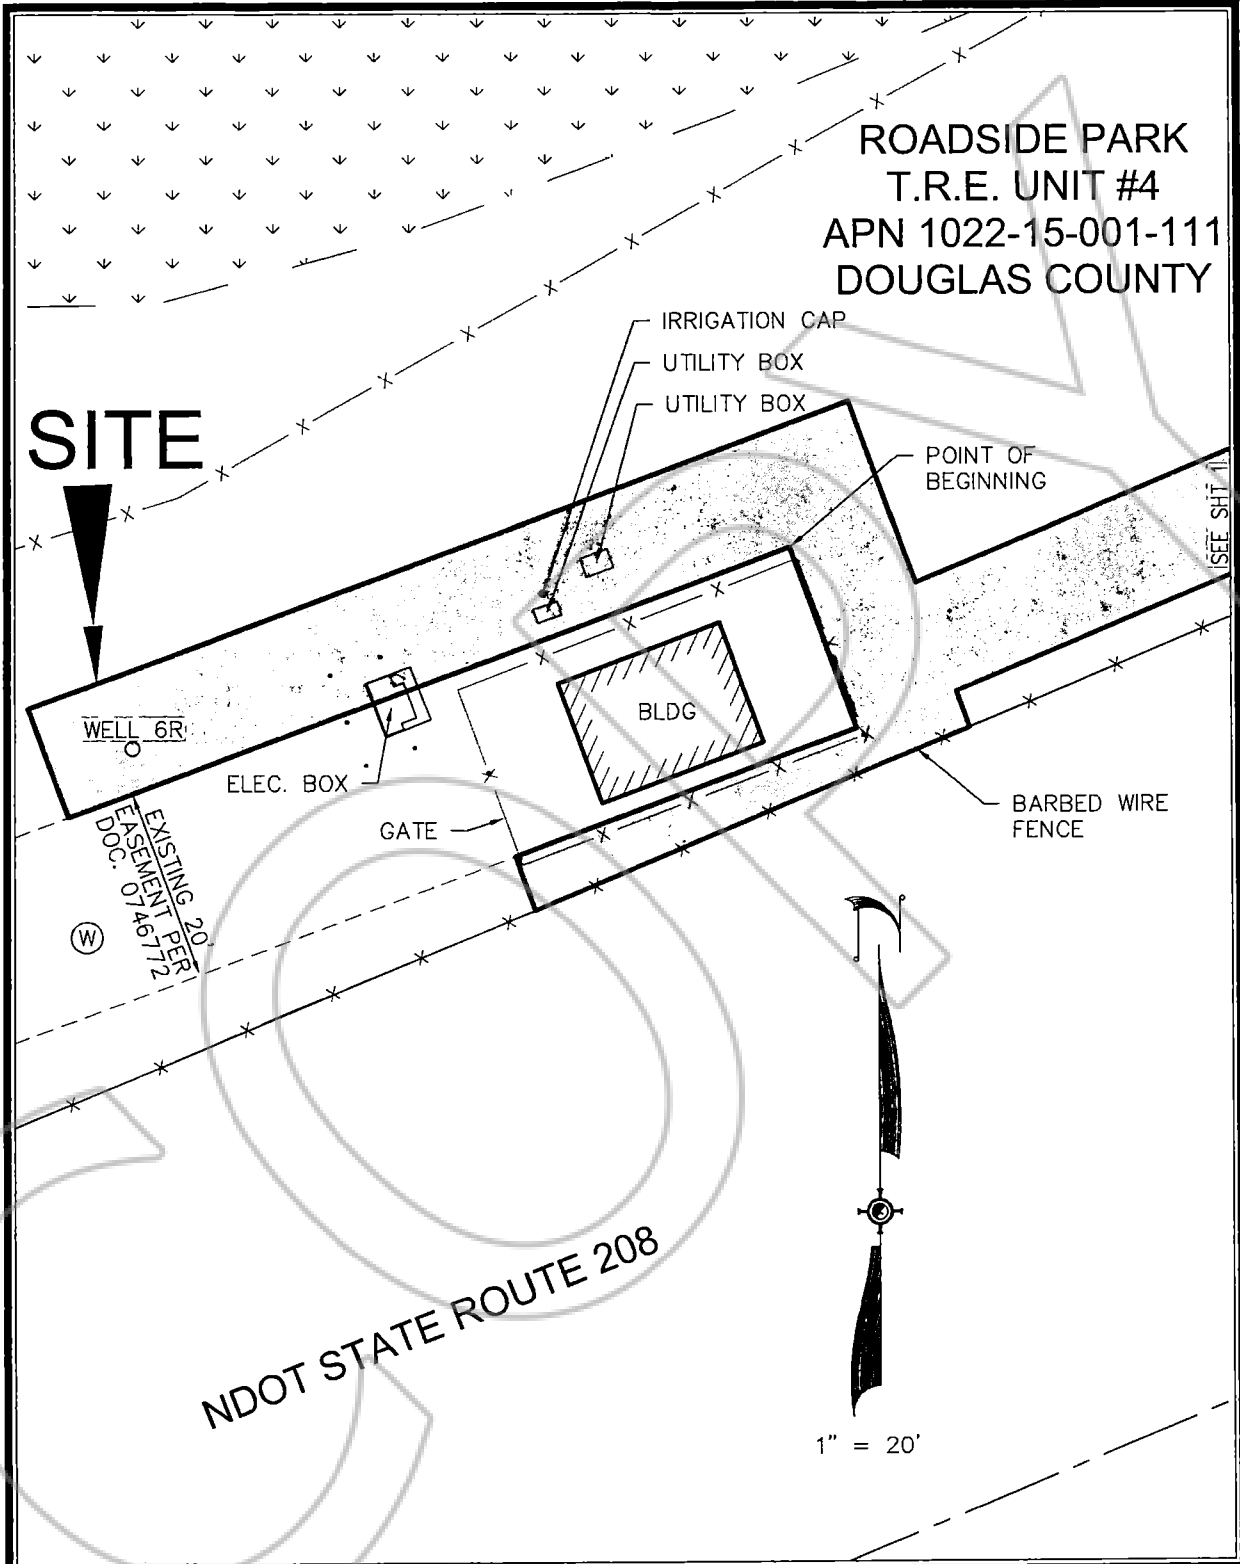 ROADSIDE PARK
T.R.E. UNIT #4
APN 1022-15-001-111
DOUGLAS COUNTY
IRRIGATION CAP
UTILITY BOX
UTILITY BOX
SITE
POINT OF
BEGINNING
(SEE SHT 1)
WELL 6R
BLDG
ELEC. BOX
GATE
BARBED WIRE
FENCE
EXISTING 20'
EASEMENT PER
DOC. 0746772
W
N
NDOT STATE ROUTE 208
1" = 20'
COPY